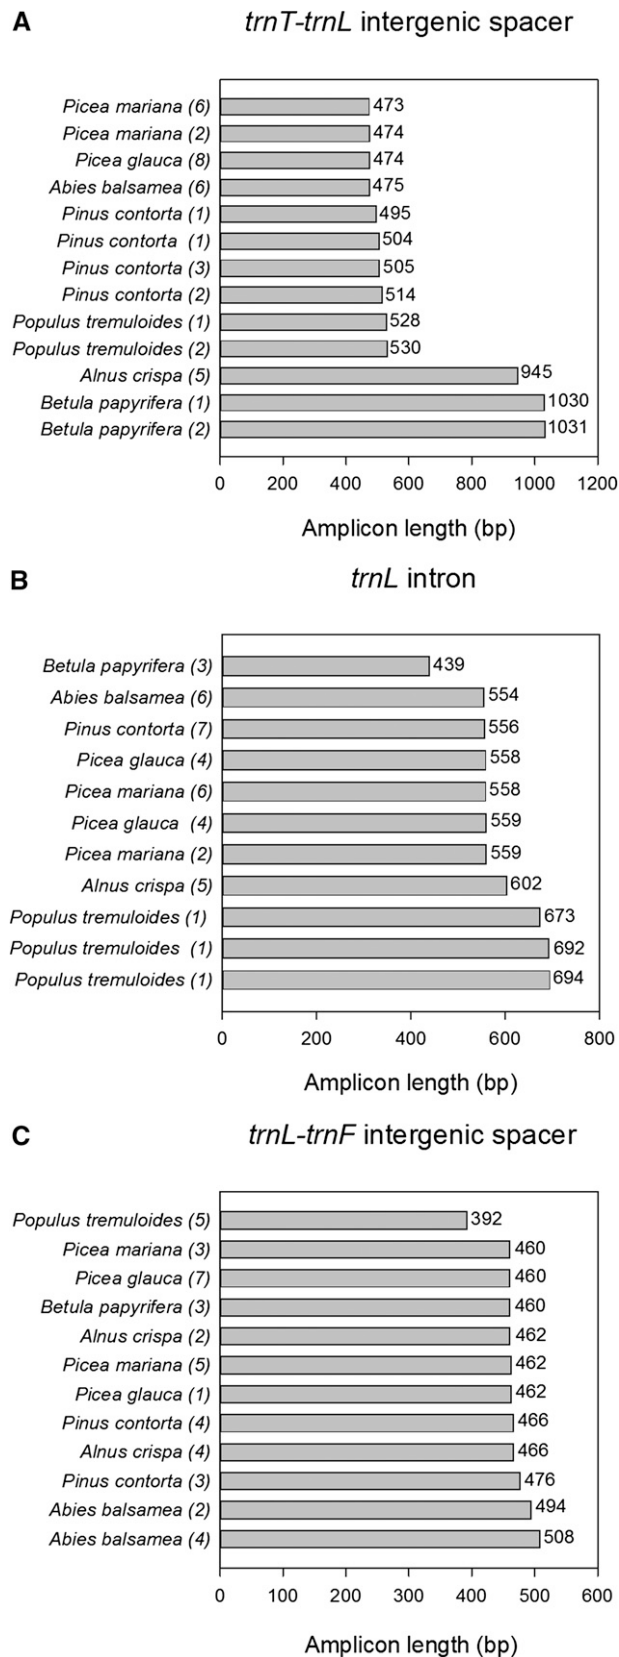 A
trnT-trnL intergenic spacer
Picea mariana (6) 473
Picea mariana (2) 474
Picea glauca (8) 474
Abies balsamea (6) 475
Pinus contorta (1) 495
Pinus contorta (1) 504
Pinus contorta (3) 505
Pinus contorta (2) 514
Populus tremuloides (1) 528
Populus tremuloides (2) 530
Alnus crispa (5) 945
Betula papyrifera (1) 1030
Betula papyrifera (2) 1031
0 200 400 600 800 1000 1200
Amplicon length (bp)
B
trnL intron
Betula papyrifera (3) 439
Abies balsamea (6) 554
Pinus contorta (7) 556
Picea glauca (4) 558
Picea mariana (6) 558
Picea glauca (4) 559
Picea mariana (2) 559
Alnus crispa (5) 602
Populus tremuloides (1) 673
Populus tremuloides (1) 692
Populus tremuloides (1) 694
0 200 400 600 800
Amplicon length (bp)
C
trnL-trnF intergenic spacer
Populus tremuloides (5) 392
Picea mariana (3) 460
Picea glauca (7) 460
Betula papyrifera (3) 460
Alnus crispa (2) 462
Picea mariana (5) 462
Picea glauca (1) 462
Pinus contorta (4) 466
Alnus crispa (4) 466
Pinus contorta (3) 476
Abies balsamea (2) 494
Abies balsamea (4) 508
0 100 200 300 400 500 600
Amplicon length (bp)